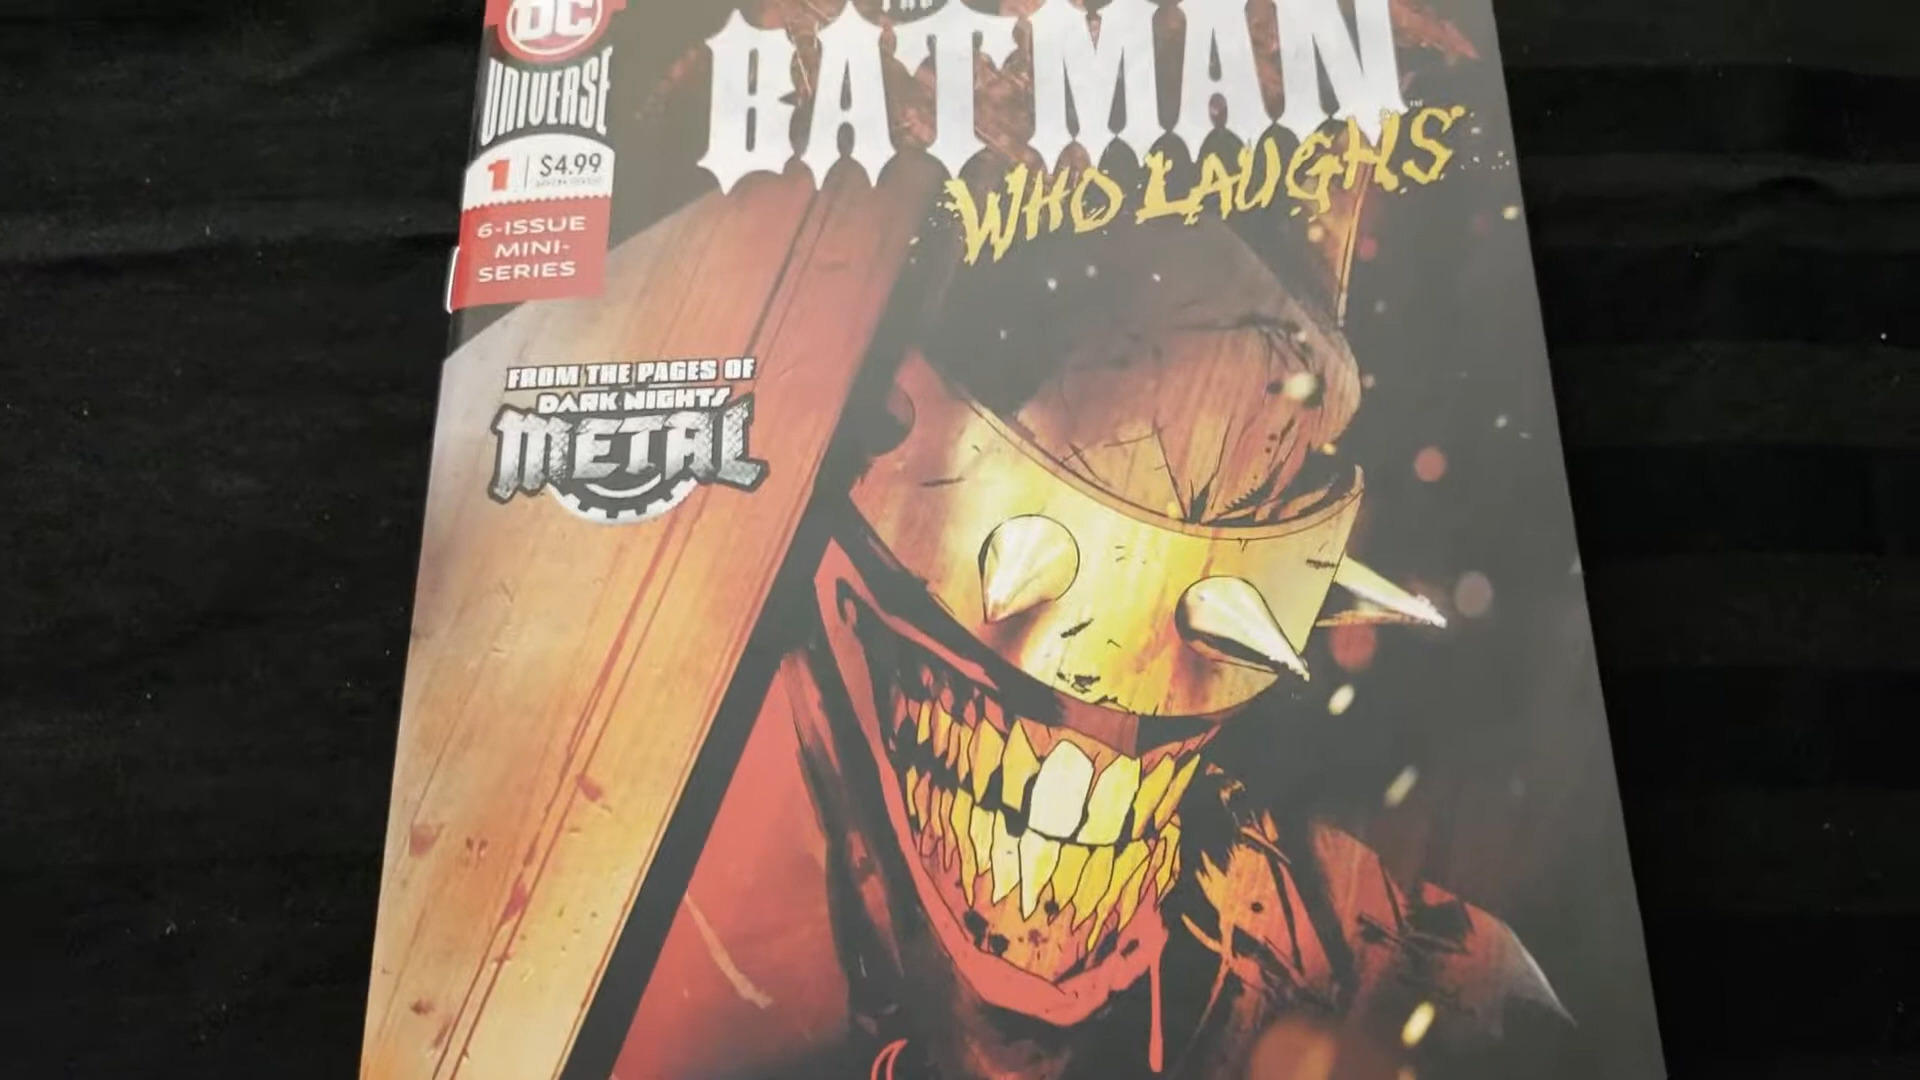 DC
UNIVERSE
THE
BATMAN
WHO LAUGHS
1 $4.99
6-ISSUE
MINI-
SERIES
FROM THE PAGES OF
DARK NIGHTS
METAL